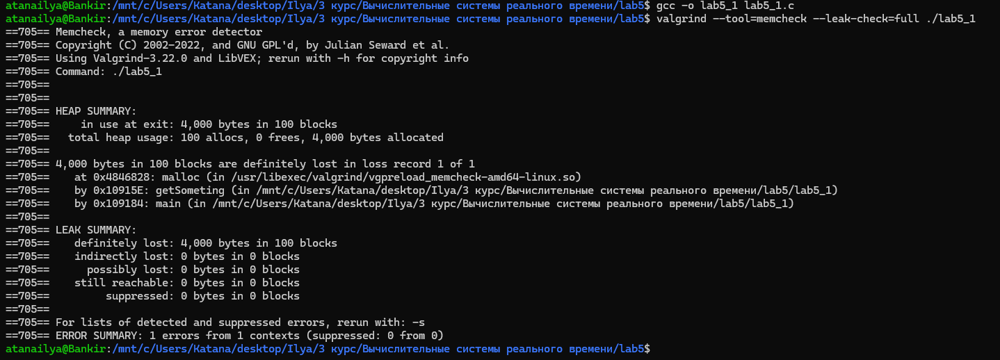 atanailya@Bankir:/mnt/c/Users/Katana/desktop/Ilya/3 курс/Вычислительные системы реального времени/lab5$ gcc -o lab5_1 lab5_1.c
atanailya@Bankir:/mnt/c/Users/Katana/desktop/Ilya/3 курс/Вычислительные системы реального времени/lab5$ valgrind --tool=memcheck --leak-check=full ./lab5_1
==705== Memcheck, a memory error detector
==705== Copyright (C) 2002-2022, and GNU GPL'd, by Julian Seward et al.
==705== Using Valgrind-3.22.0 and LibVEX; rerun with -h for copyright info
==705== Command: ./lab5_1
==705==
==705==
==705== HEAP SUMMARY:
==705==     in use at exit: 4,000 bytes in 100 blocks
==705==   total heap usage: 100 allocs, 0 frees, 4,000 bytes allocated
==705==
==705== 4,000 bytes in 100 blocks are definitely lost in loss record 1 of 1
==705==    at 0x4846828: malloc (in /usr/libexec/valgrind/vgpreload_memcheck-amd64-linux.so)
==705==    by 0x10915E: getSometing (in /mnt/c/Users/Katana/desktop/Ilya/3 курс/Вычислительные системы реального времени/lab5/lab5_1)
==705==    by 0x109184: main (in /mnt/c/Users/Katana/desktop/Ilya/3 курс/Вычислительные системы реального времени/lab5/lab5_1)
==705==
==705== LEAK SUMMARY:
==705==    definitely lost: 4,000 bytes in 100 blocks
==705==    indirectly lost: 0 bytes in 0 blocks
==705==      possibly lost: 0 bytes in 0 blocks
==705==    still reachable: 0 bytes in 0 blocks
==705==         suppressed: 0 bytes in 0 blocks
==705==
==705== For lists of detected and suppressed errors, rerun with: -s
==705== ERROR SUMMARY: 1 errors from 1 contexts (suppressed: 0 from 0)
atanailya@Bankir:/mnt/c/Users/Katana/desktop/Ilya/3 курс/Вычислительные системы реального времени/lab5$